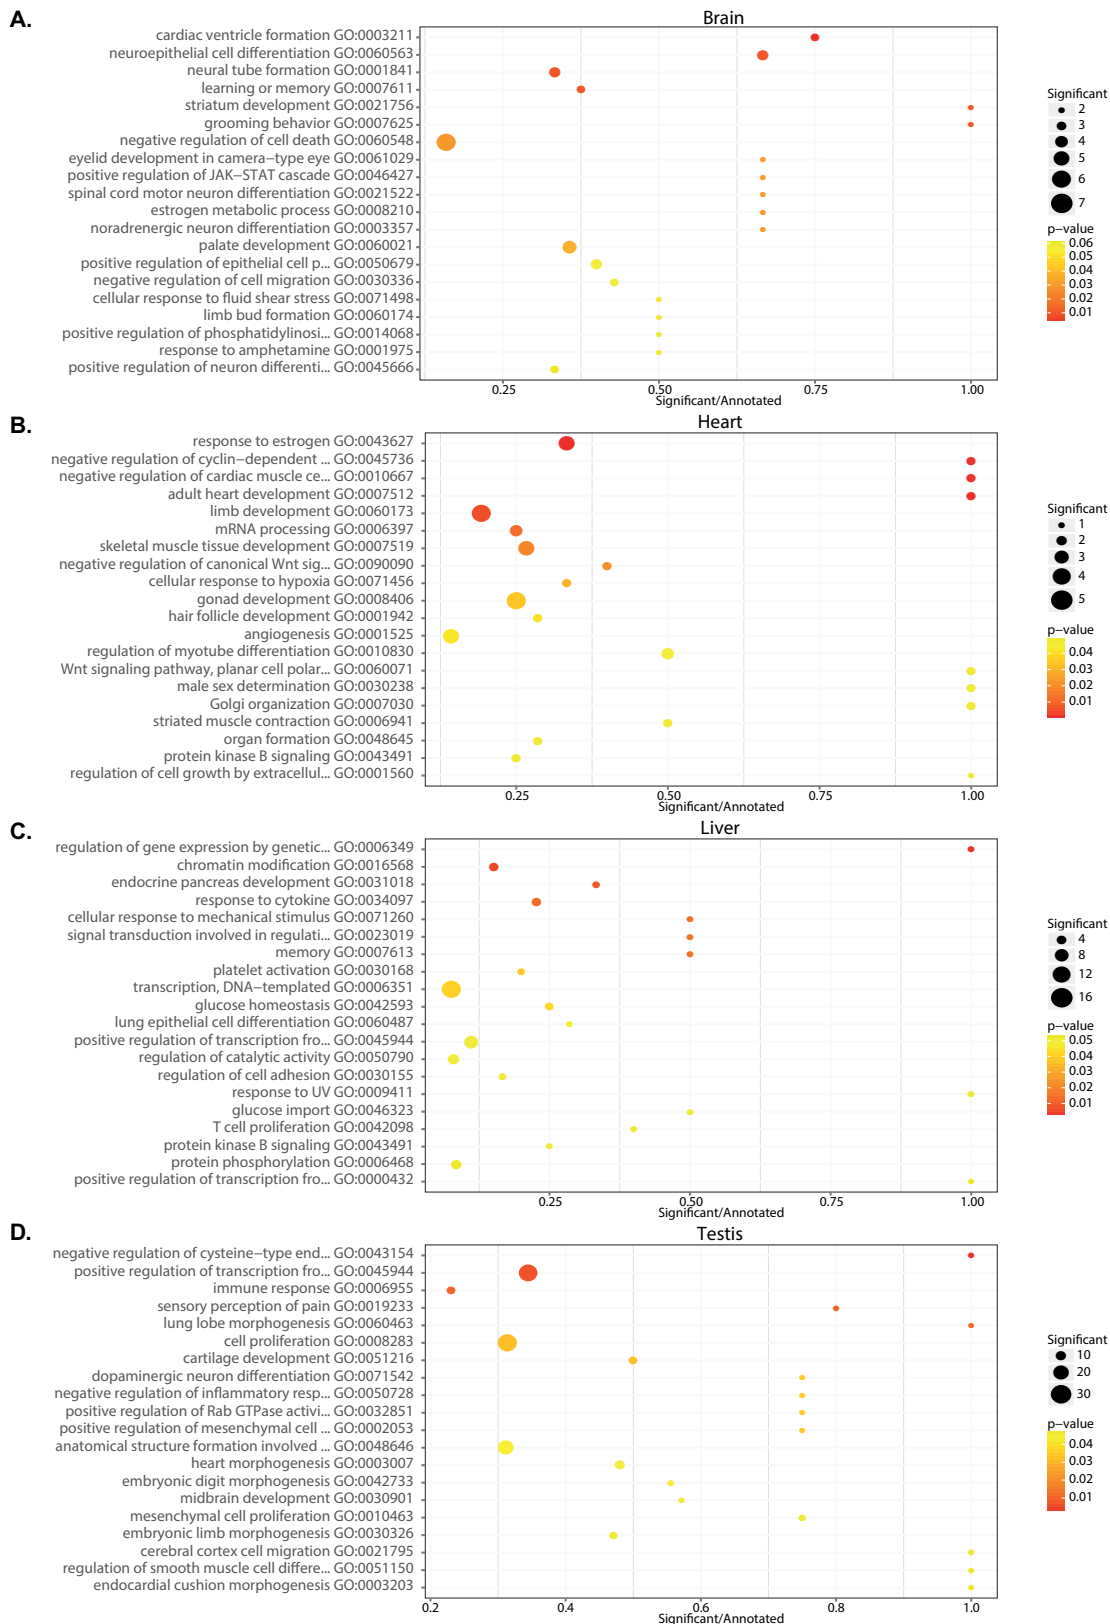 A.
Brain
cardiac ventricle formation GO:0003211
neuroepithelial cell differentiation GO:0060563
neural tube formation GO:0001841
learning or memory GO:0007611
striatum development GO:0021756
grooming behavior GO:0007625
negative regulation of cell death GO:0060548
eyelid development in camera−type eye GO:0061029
positive regulation of JAK−STAT cascade GO:0046427
spinal cord motor neuron differentiation GO:0021522
estrogen metabolic process GO:0008210
noradrenergic neuron differentiation GO:0003357
palate development GO:0060021
positive regulation of epithelial cell p... GO:0050679
negative regulation of cell migration GO:0030336
cellular response to fluid shear stress GO:0071498
limb bud formation GO:0060174
positive regulation of phosphatidylinosi... GO:0014068
response to amphetamine GO:0001975
positive regulation of neuron differenti... GO:0045666
0.25 0.50 0.75 1.00
Significant/Annotated
Significant
2
3
4
5
6
7
p−value
0.06
0.05
0.04
0.03
0.02
0.01
B.
Heart
response to estrogen GO:0043627
negative regulation of cyclin−dependent ... GO:0045736
negative regulation of cardiac muscle ce... GO:0010667
adult heart development GO:0007512
limb development GO:0060173
mRNA processing GO:0006397
skeletal muscle tissue development GO:0007519
negative regulation of canonical Wnt sig... GO:0090090
cellular response to hypoxia GO:0071456
gonad development GO:0008406
hair follicle development GO:0001942
angiogenesis GO:0001525
regulation of myotube differentiation GO:0010830
Wnt signaling pathway, planar cell polar... GO:0060071
male sex determination GO:0030238
Golgi organization GO:0007030
striated muscle contraction GO:0006941
organ formation GO:0048645
protein kinase B signaling GO:0043491
regulation of cell growth by extracellul... GO:0001560
0.25 0.50 0.75 1.00
Significant/Annotated
Significant
1
2
3
4
5
p−value
0.04
0.03
0.02
0.01
C.
Liver
regulation of gene expression by genetic... GO:0006349
chromatin modification GO:0016568
endocrine pancreas development GO:0031018
response to cytokine GO:0034097
cellular response to mechanical stimulus GO:0071260
signal transduction involved in regulati... GO:0023019
memory GO:0007613
platelet activation GO:0030168
transcription, DNA−templated GO:0006351
glucose homeostasis GO:0042593
lung epithelial cell differentiation GO:0060487
positive regulation of transcription fro... GO:0045944
regulation of catalytic activity GO:0050790
regulation of cell adhesion GO:0030155
response to UV GO:0009411
glucose import GO:0046323
T cell proliferation GO:0042098
protein kinase B signaling GO:0043491
protein phosphorylation GO:0006468
positive regulation of transcription fro... GO:0000432
0.25 0.50 0.75 1.00
Significant/Annotated
Significant
4
8
12
16
p−value
0.05
0.04
0.03
0.02
0.01
D.
Testis
negative regulation of cysteine−type end... GO:0043154
positive regulation of transcription fro... GO:0045944
immune response GO:0006955
sensory perception of pain GO:0019233
lung lobe morphogenesis GO:0060463
cell proliferation GO:0008283
cartilage development GO:0051216
dopaminergic neuron differentiation GO:0071542
negative regulation of inflammatory resp... GO:0050728
positive regulation of Rab GTPase activi... GO:0032851
positive regulation of mesenchymal cell ... GO:0002053
anatomical structure formation involved ... GO:0048646
heart morphogenesis GO:0003007
embryonic digit morphogenesis GO:0042733
midbrain development GO:0030901
mesenchymal cell proliferation GO:0010463
embryonic limb morphogenesis GO:0030326
cerebral cortex cell migration GO:0021795
regulation of smooth muscle cell differe... GO:0051150
endocardial cushion morphogenesis GO:0003203
0.2 0.4 0.6 0.8 1.0
Significant/Annotated
Significant
10
20
30
p−value
0.04
0.03
0.02
0.01